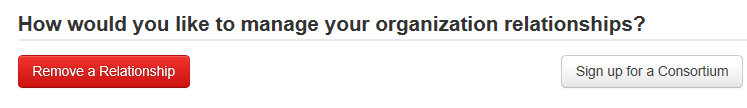 How would you like to manage your organization relationships?
Remove a Relationship Sign up for a Consortium